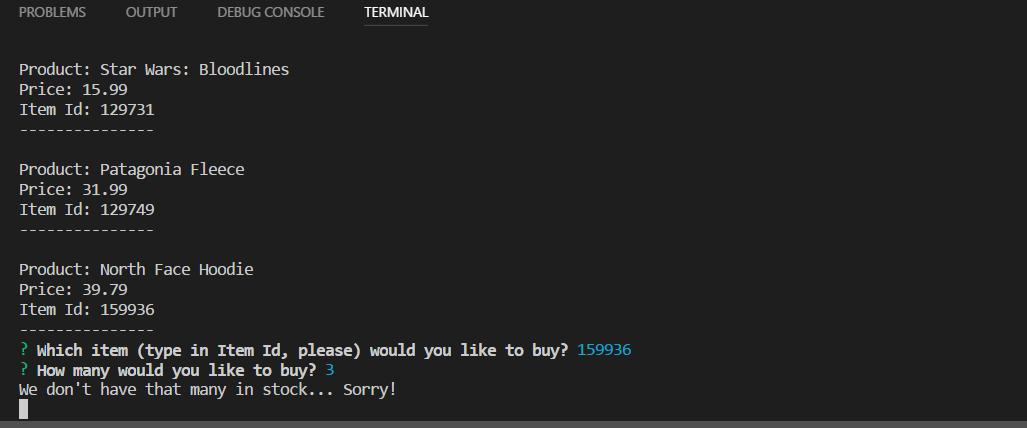 PROBLEMS OUTPUT DEBUG CONSOLE TERMINAL
Product: Star Wars: Bloodlines
Price: 15.99
Item Id: 129731
---------------
Product: Patagonia Fleece
Price: 31.99
Item Id: 129749
---------------
Product: North Face Hoodie
Price: 39.79
Item Id: 159936
---------------
? Which item (type in Item Id, please) would you like to buy? 159936
? How many would you like to buy? 3
We don't have that many in stock... Sorry!